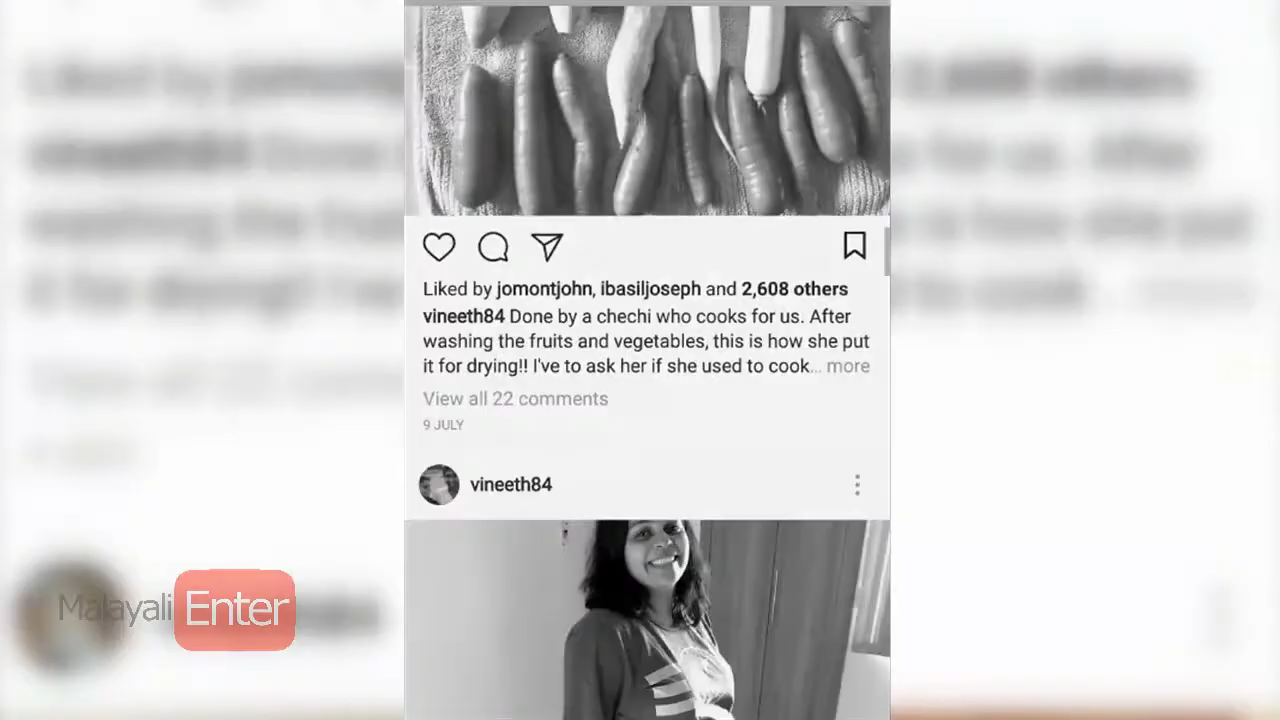 Liked by jomontjohn, ibasiljoseph and 2,608 others
vineeth84 Done by a chechi who cooks for us. After
washing the fruits and vegetables, this is how she put
it for drying!! I've to ask her if she used to cook... more
View all 22 comments
9 JULY
vineeth84
Malayali Enter